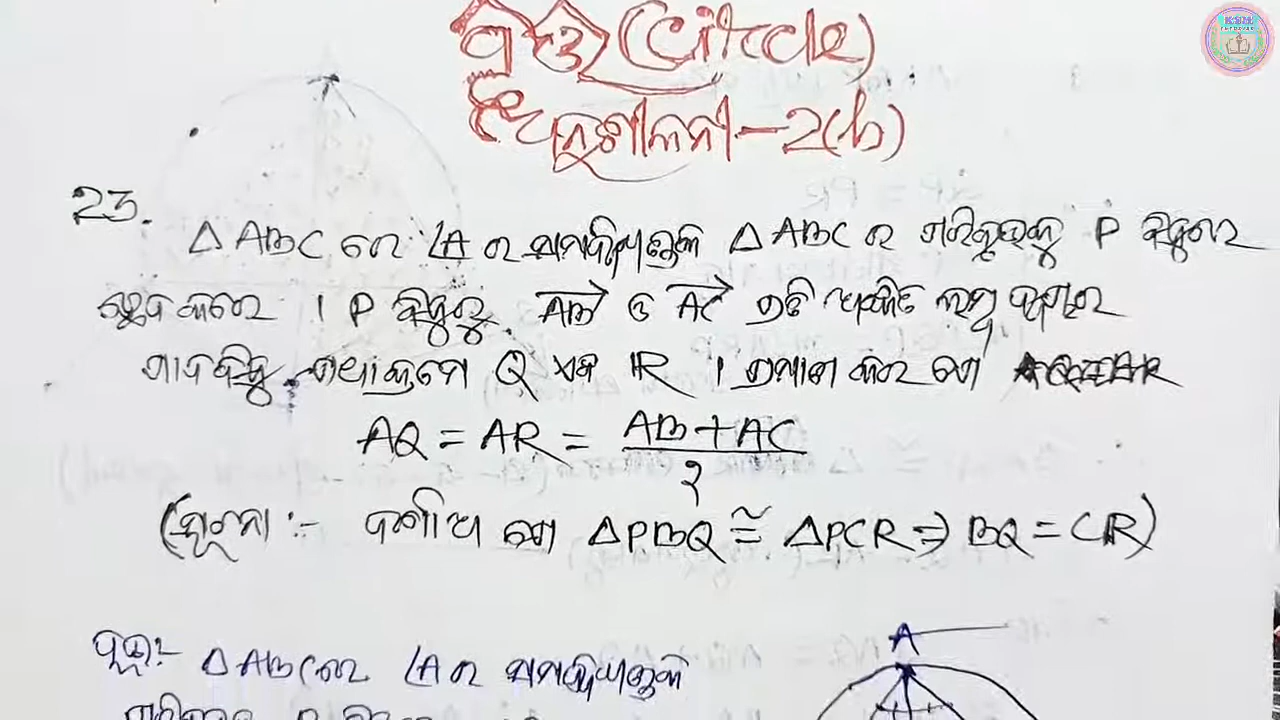 ବୃତ୍ତ (Circle)
ଅନୁଶୀଳନୀ - 2(b)
23.
△ ABC ରେ ∠A ର ସମଦ୍ବିଖଣ୍ଡକ △ ABC ର ପରିବୃତ୍ତକୁ P ବିନ୍ଦୁରେ
ଛେଦ କରେ । P ବିନ୍ଦୁରୁ AB ଓ AC ପ୍ରତି ଅଙ୍କିତ ଲମ୍ବ ଦ୍ୱୟର
ପାଦବିନ୍ଦୁ ଯଥାକ୍ରମେ Q ଏବଂ R । ପ୍ରମାଣ କର ଯେ
AQ = AR = AB + AC / 2
(ସୂଚନା :- ଦର୍ଶାଅ ଯେ △PBQ ≅ △PCR ⇒ BQ = CR)
ଦତ୍ତ:- △ ABC ରେ ∠A ର ସମଦ୍ବିଖଣ୍ଡକ
A